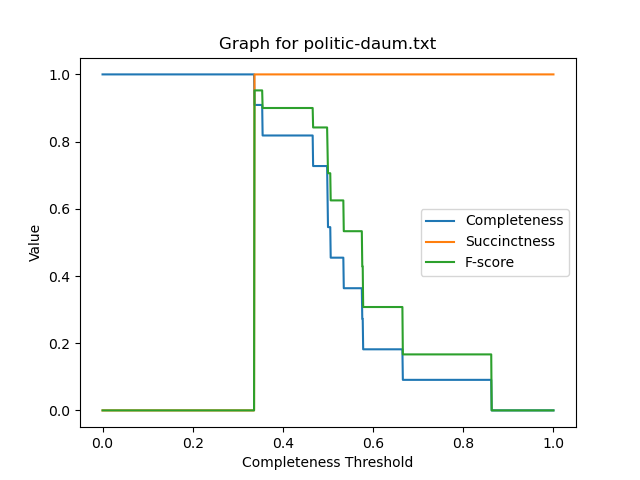 Graph for politic-daum.txt
1.0
0.8
0.6
0.4
0.2
0.0
Value
Completeness
Succinctness
F-score
0.0 0.2 0.4 0.6 0.8 1.0
Completeness Threshold